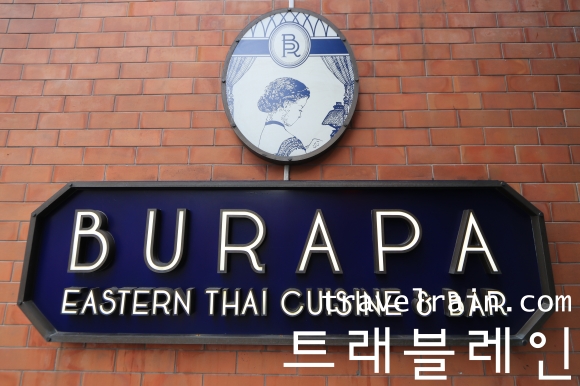 BR
BURAPA
EASTERN THAI CUISINE & BAR
travelrain.com
트래블레인